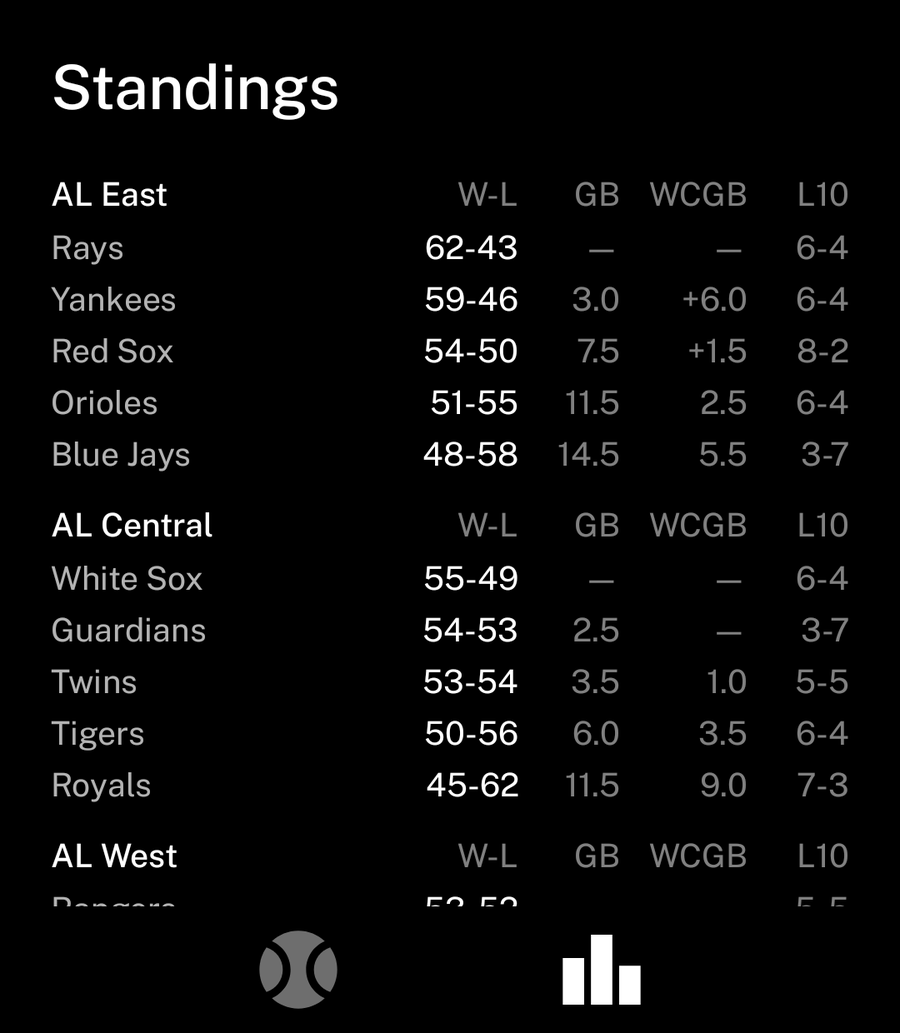 Standings
AL East W-L GB WCGB L10
Rays 62-43 — — 6-4
Yankees 59-46 3.0 +6.0 6-4
Red Sox 54-50 7.5 +1.5 8-2
Orioles 51-55 11.5 2.5 6-4
Blue Jays 48-58 14.5 5.5 3-7
AL Central W-L GB WCGB L10
White Sox 55-49 — — 6-4
Guardians 54-53 2.5 — 3-7
Twins 53-54 3.5 1.0 5-5
Tigers 50-56 6.0 3.5 6-4
Royals 45-62 11.5 9.0 7-3
AL West W-L GB WCGB L10
Rangers